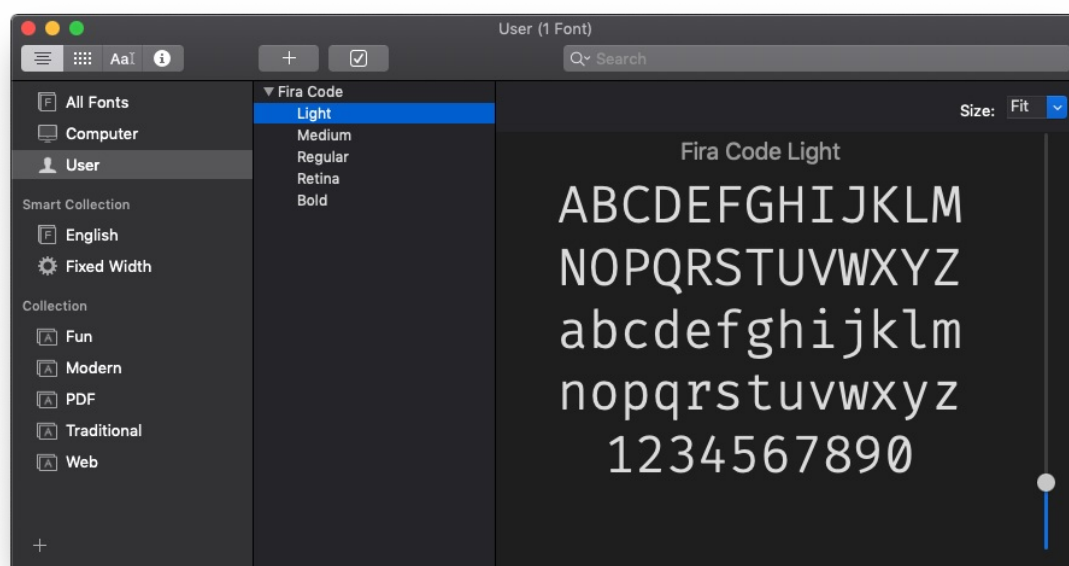 User (1 Font)
Aa
Search
All Fonts
Computer
User
Smart Collection
English
Fixed Width
Collection
Fun
Modern
PDF
Traditional
Web
Fira Code
Light
Medium
Regular
Retina
Bold
Size: Fit
Fira Code Light
ABCDEFGHIJKLM
NOPQRSTUVWXYZ
abcdefghijklm
nopqrstuvwxyz
1234567890